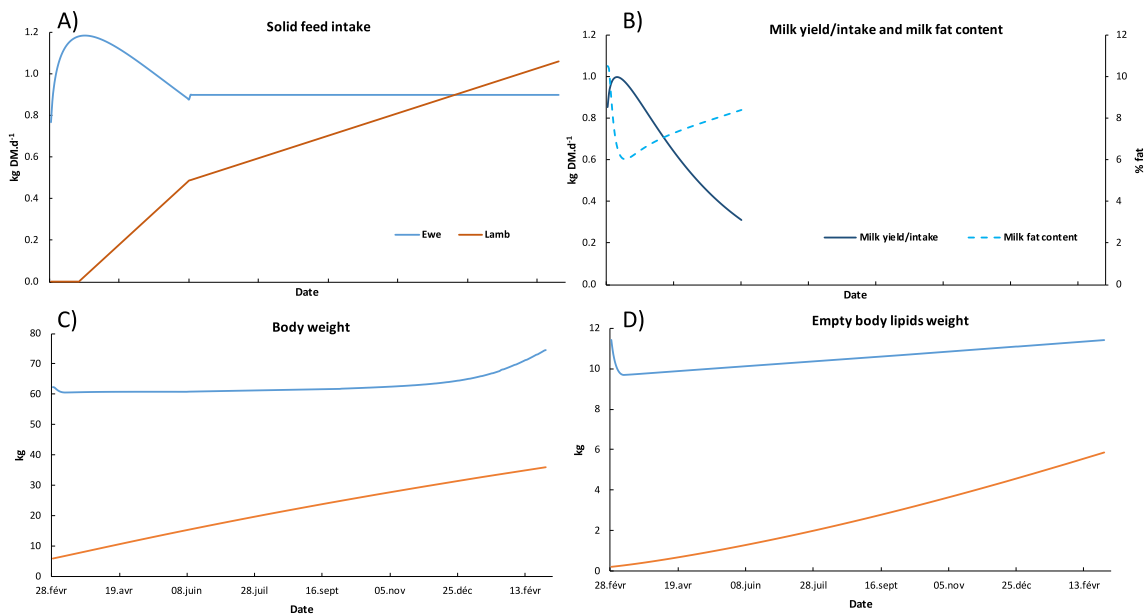 A)
Solid feed intake
1.2
1.0
0.8
0.6
0.4
0.2
0.0
kg DM.d-1
Ewe
Lamb
Date
B)
Milk yield/intake and milk fat content
1.2
1.0
0.8
0.6
0.4
0.2
0.0
kg DM.d-1
12
10
8
6
4
2
0
% fat
Milk yield/intake
Milk fat content
Date
C)
Body weight
80
70
60
50
40
30
20
10
0
kg
28.févr
19.avr
08.juin
28.juil
16.sept
05.nov
25.déc
13.févr
Date
D)
Empty body lipids weight
12
10
8
6
4
2
0
kg
28.févr
19.avr
08.juin
28.juil
16.sept
05.nov
25.déc
13.févr
Date